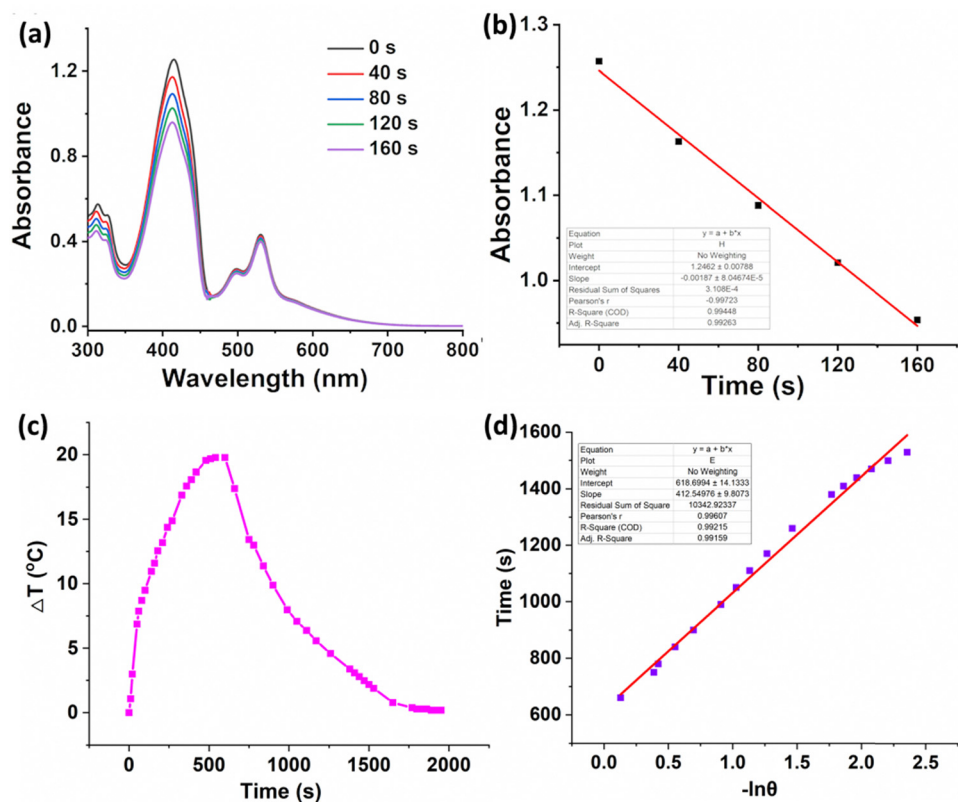 (a)
0 s
40 s
80 s
120 s
160 s
1.2
0.8
0.4
0.0
Absorbance
300 400 500 600 700 800
Wavelength (nm)
(b)
1.3
1.2
1.1
1.0
Absorbance
Equation y = a + b*x
Plot H
Weight No Weighting
Intercept 1.2462 ± 0.00788
Slope -0.00187 ± 8.04674E-5
Residual Sum of Squares 3.108E-4
Pearson's r -0.99723
R-Square (COD) 0.99448
Adj. R-Square 0.99263
0 40 80 120 160
Time (s)
(c)
20
15
10
5
0
△T (ºC)
0 500 1000 1500 2000
Time (s)
(d)
1600
1400
1200
1000
800
600
Time (s)
Equation y = a + b*x
Plot E
Weight No Weighting
Intercept 618.6994 ± 14.1333
Slope 412.54976 ± 9.8073
Residual Sum of Square 10342.92337
Pearson's r 0.99607
R-Square (COD) 0.99215
Adj. R-Square 0.99159
0.0 0.5 1.0 1.5 2.0 2.5
-lnθ